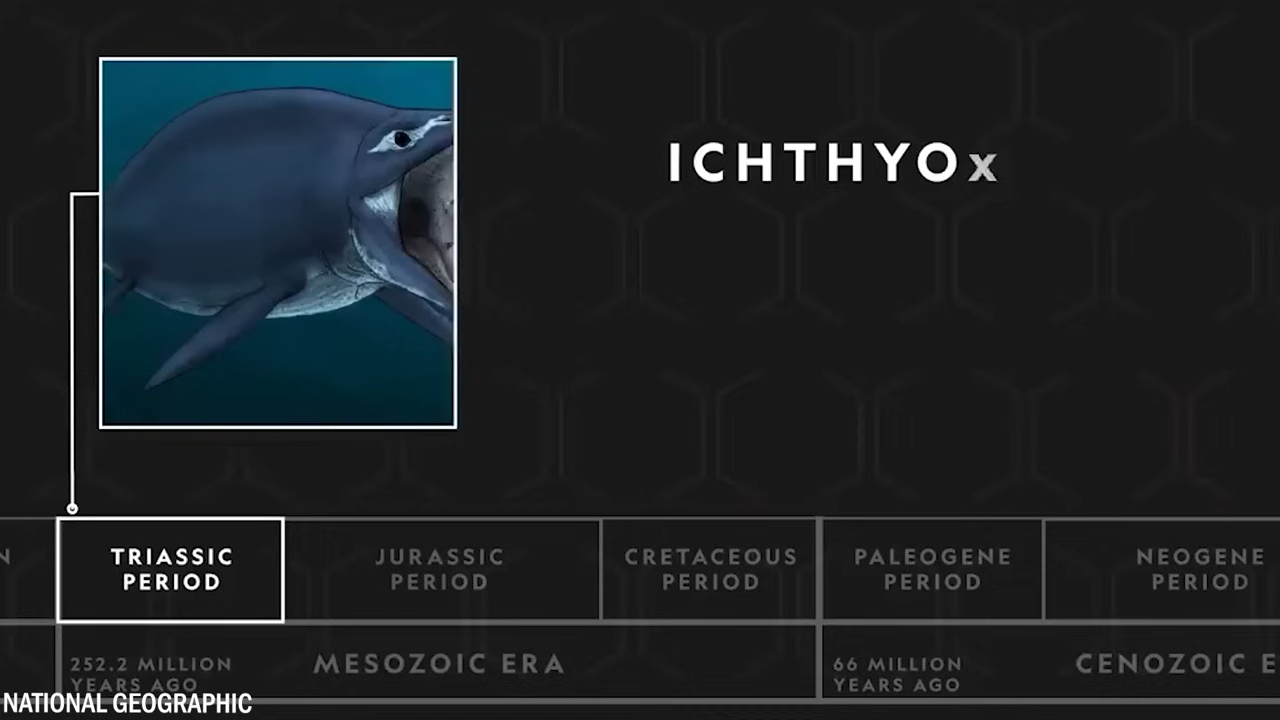 ICHTHYOx
N
TRIASSIC
PERIOD
JURASSIC
PERIOD
CRETACEOUS
PERIOD
PALEOGENE
PERIOD
NEOGENE
PERIOD
252.2 MILLION
YEARS AGO
MESOZOIC ERA
66 MILLION
YEARS AGO
CENOZOIC E
NATIONAL GEOGRAPHIC